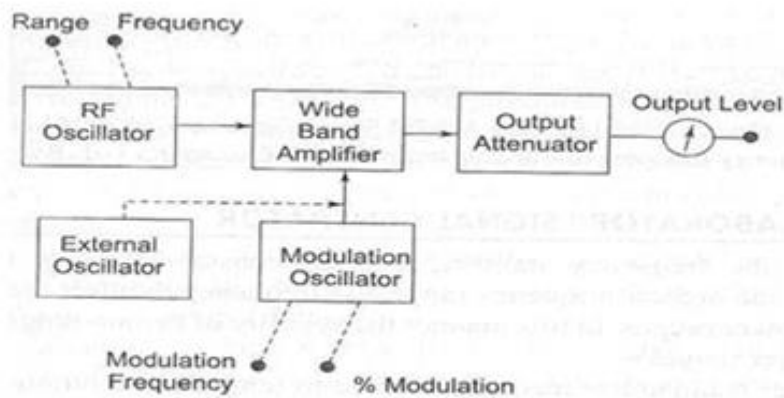 Range Frequency
RF
Oscillator
Wide
Band
Amplifier
Output
Attenuator
Output Level
External
Oscillator
Modulation
Oscillator
Modulation
Frequency
% Modulation